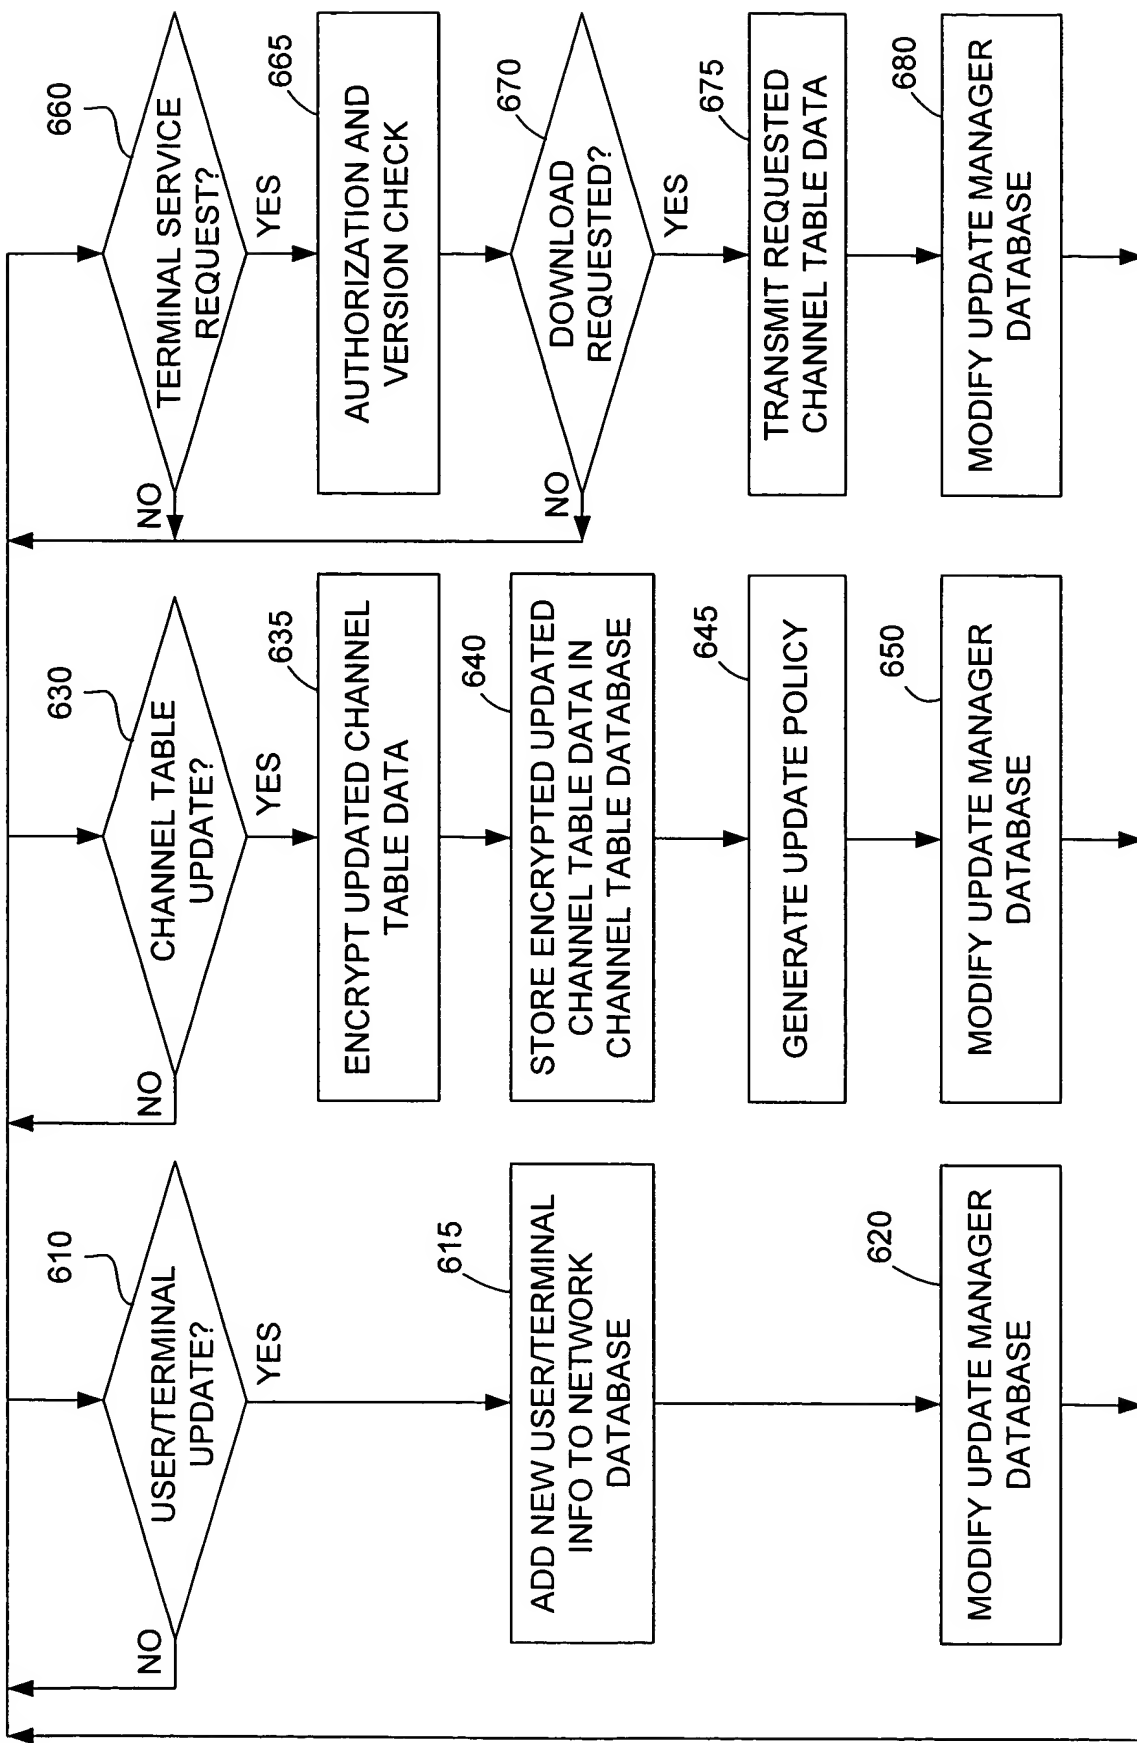 610
USER/TERMINAL
UPDATE?
NO
YES
615
ADD NEW USER/TERMINAL
INFO TO NETWORK
DATABASE
620
MODIFY UPDATE MANAGER
DATABASE
630
CHANNEL TABLE
UPDATE?
NO
YES
635
ENCRYPT UPDATED CHANNEL
TABLE DATA
640
STORE ENCRYPTED UPDATED
CHANNEL TABLE DATA IN
CHANNEL TABLE DATABASE
645
GENERATE UPDATE POLICY
650
MODIFY UPDATE MANAGER
DATABASE
660
TERMINAL SERVICE
REQUEST?
NO
YES
665
AUTHORIZATION AND
VERSION CHECK
670
DOWNLOAD
REQUESTED?
NO
YES
675
TRANSMIT REQUESTED
CHANNEL TABLE DATA
680
MODIFY UPDATE MANAGER
DATABASE